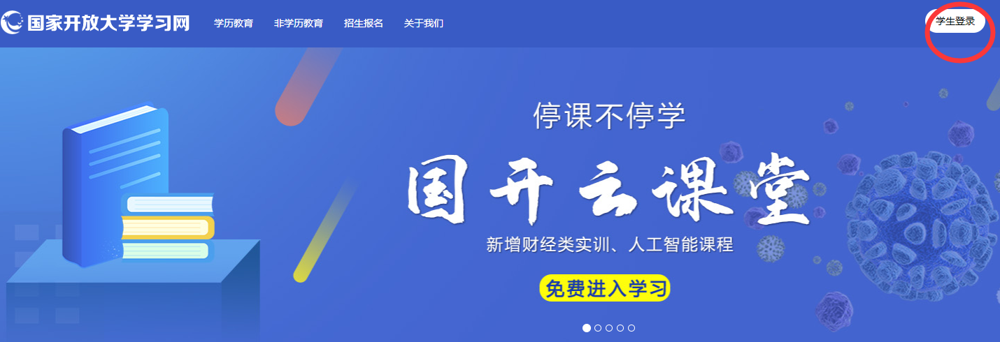 国家开放大学学习网 学历教育 非学历教育 招生报名 关于我们 学生登录
停课不停学
国开云课堂
新增财经类实训、人工智能课程
免费进入学习